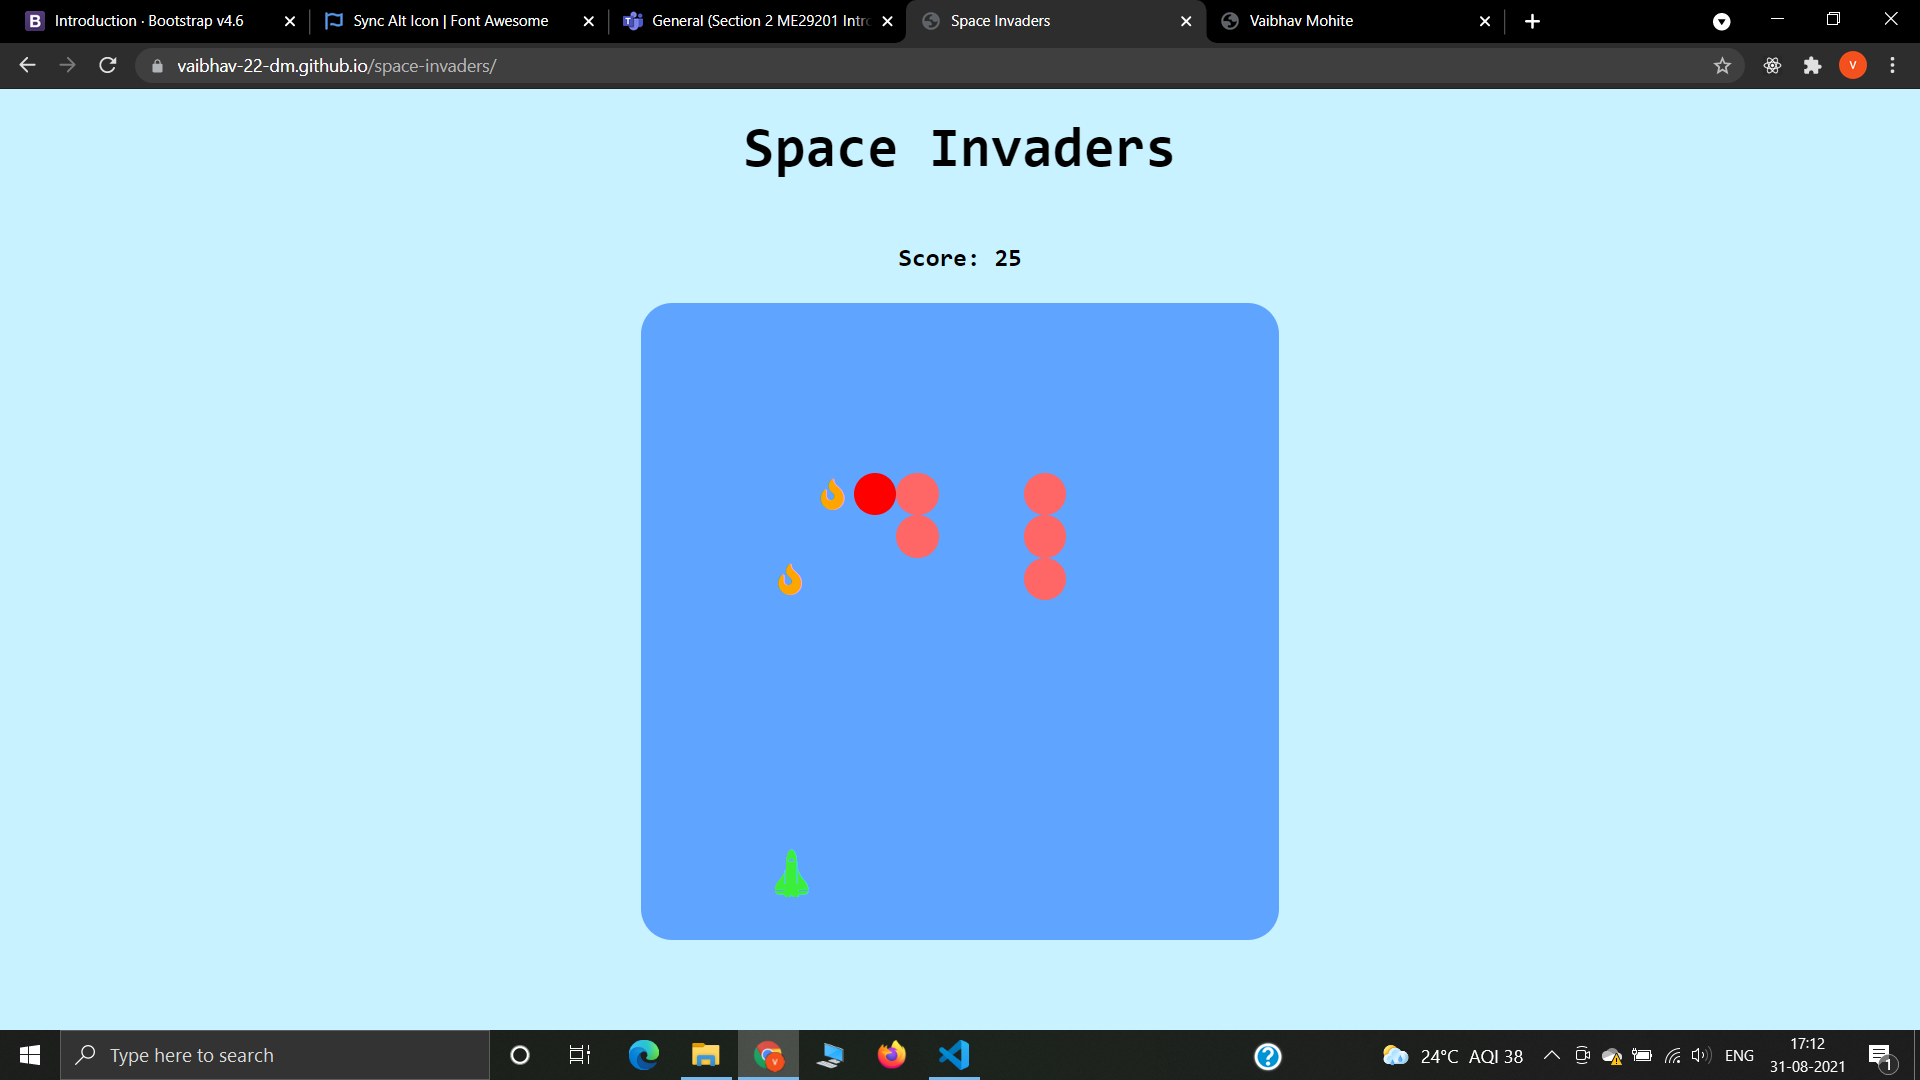 Introduction · Bootstrap v4.6
Sync Alt Icon | Font Awesome
General (Section 2 ME29201 Intro
Space Invaders
Vaibhav Mohite
vaibhav-22-dm.github.io/space-invaders/
V
Space Invaders
Score: 25
Type here to search
V
24°C AQI 38
ENG
17:12
31-08-2021
1